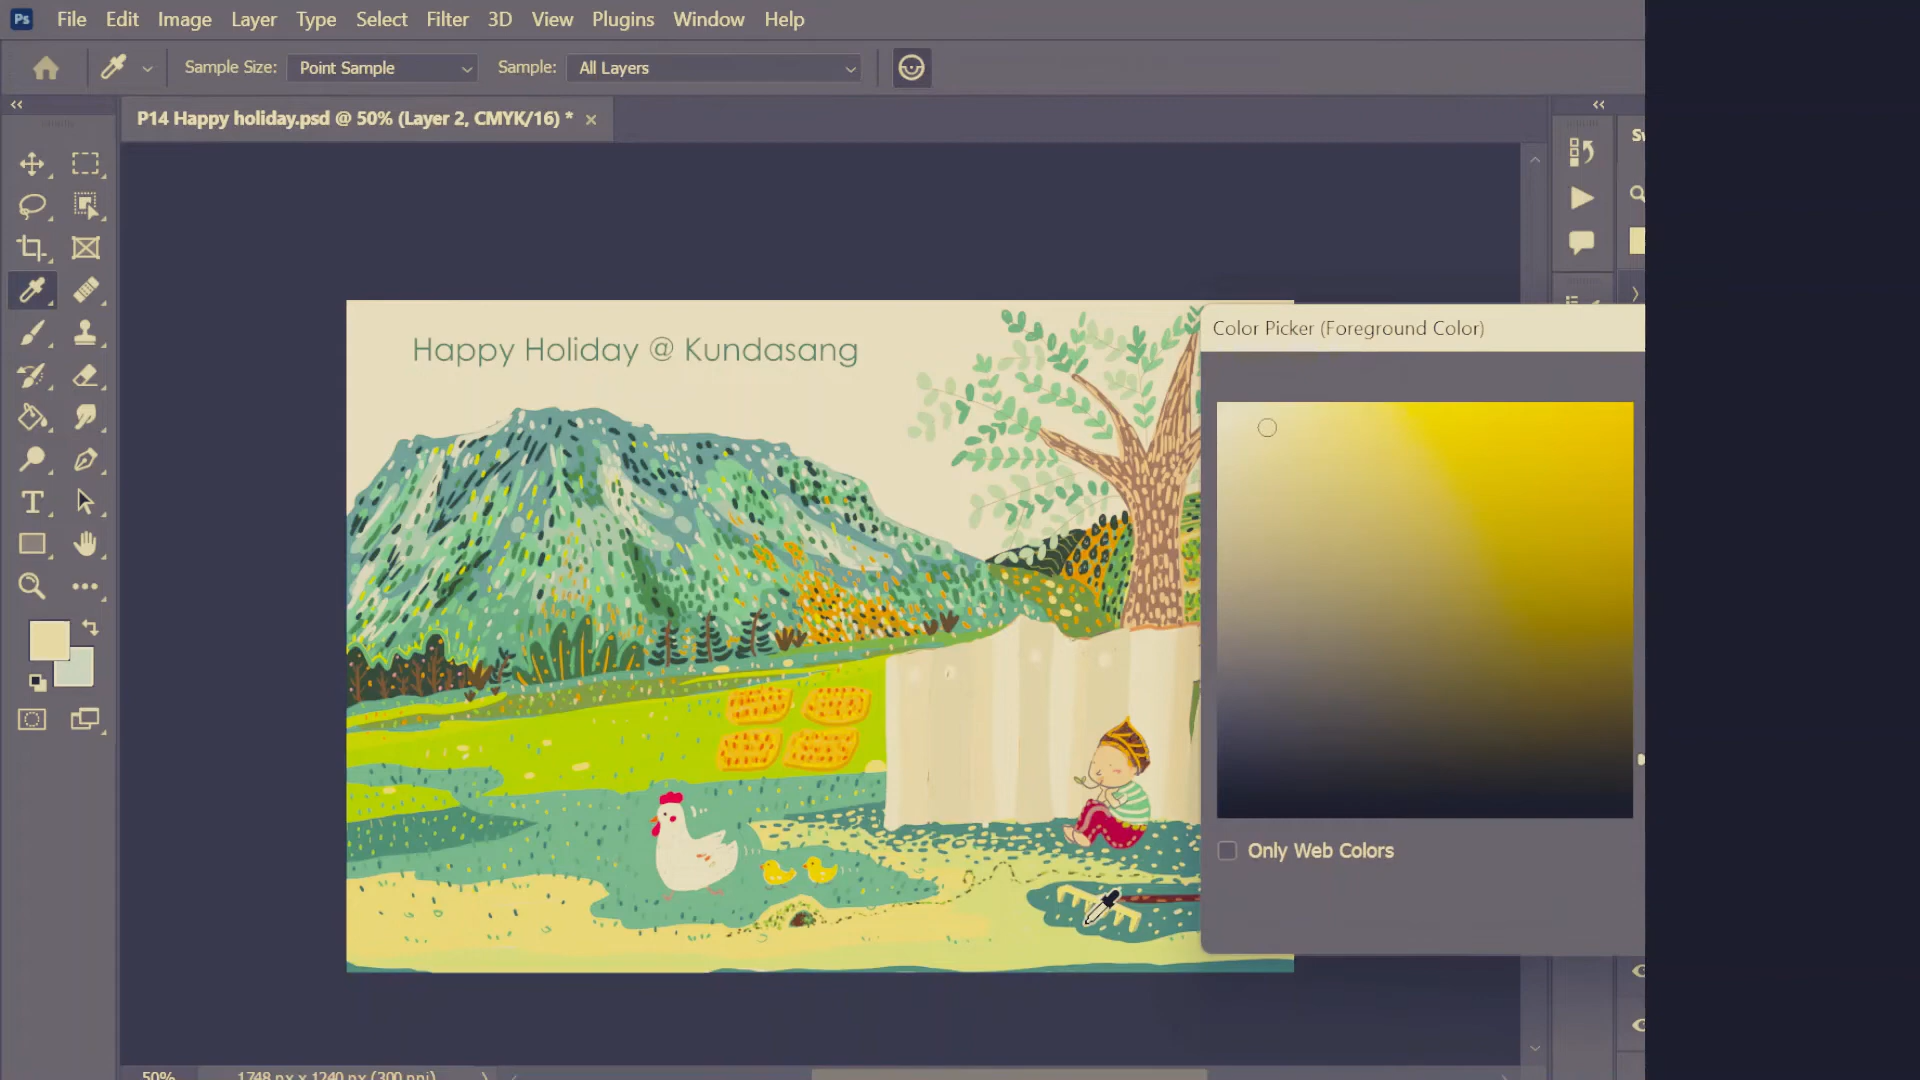 Ps File Edit Image Layer Type Select Filter 3D View Plugins Window Help
Sample Size: Point Sample Sample: All Layers
P14 Happy holiday.psd @ 50% (Layer 2, CMYK/16) * ×
Happy Holiday @ Kundasang
Color Picker (Foreground Color)
Only Web Colors
50% 1748 px x 1240 px (300 ppi)